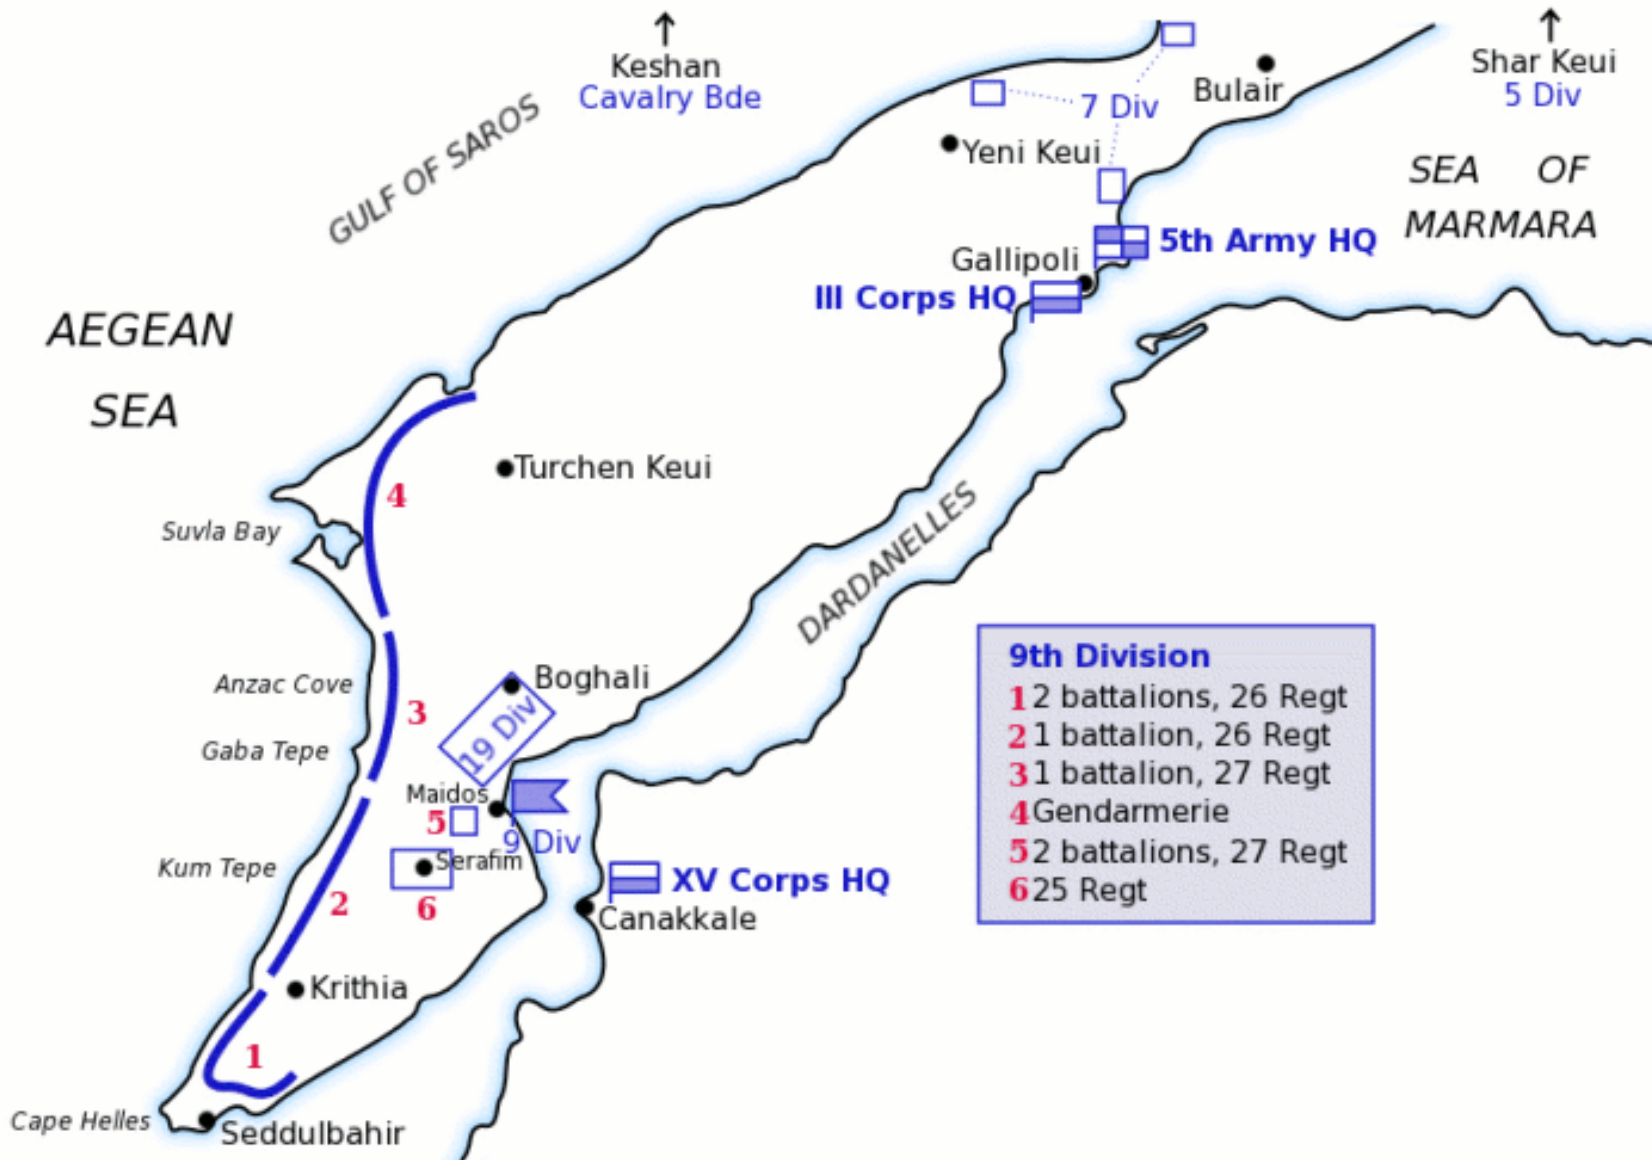 Keshan
Cavalry Bde
Shar Keui
5 Div
Bulair
7 Div
GULF OF SAROS
Yeni Keui
SEA OF
MARMARA
5th Army HQ
Gallipoli
III Corps HQ
AEGEAN
SEA
Turchen Keui
4
Suvla Bay
DARDANELLES
Boghali
Anzac Cove
3
19 Div
Gaba Tepe
Maidos
5
9 Div
Serafim
Kum Tepe
XV Corps HQ
2
6
Canakkale
Krithia
1
Cape Helles
Seddulbahir
9th Division
1 2 battalions, 26 Regt
2 1 battalion, 26 Regt
3 1 battalion, 27 Regt
4 Gendarmerie
5 2 battalions, 27 Regt
6 25 Regt